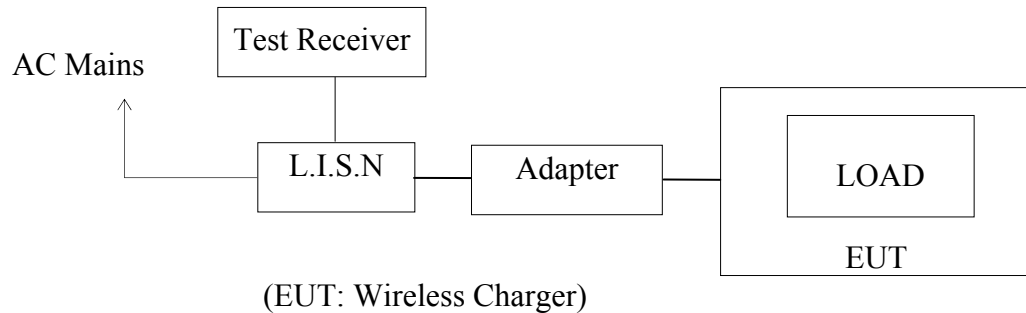 Test Receiver
AC Mains
L.I.S.N
Adapter
LOAD
EUT
(EUT: Wireless Charger)